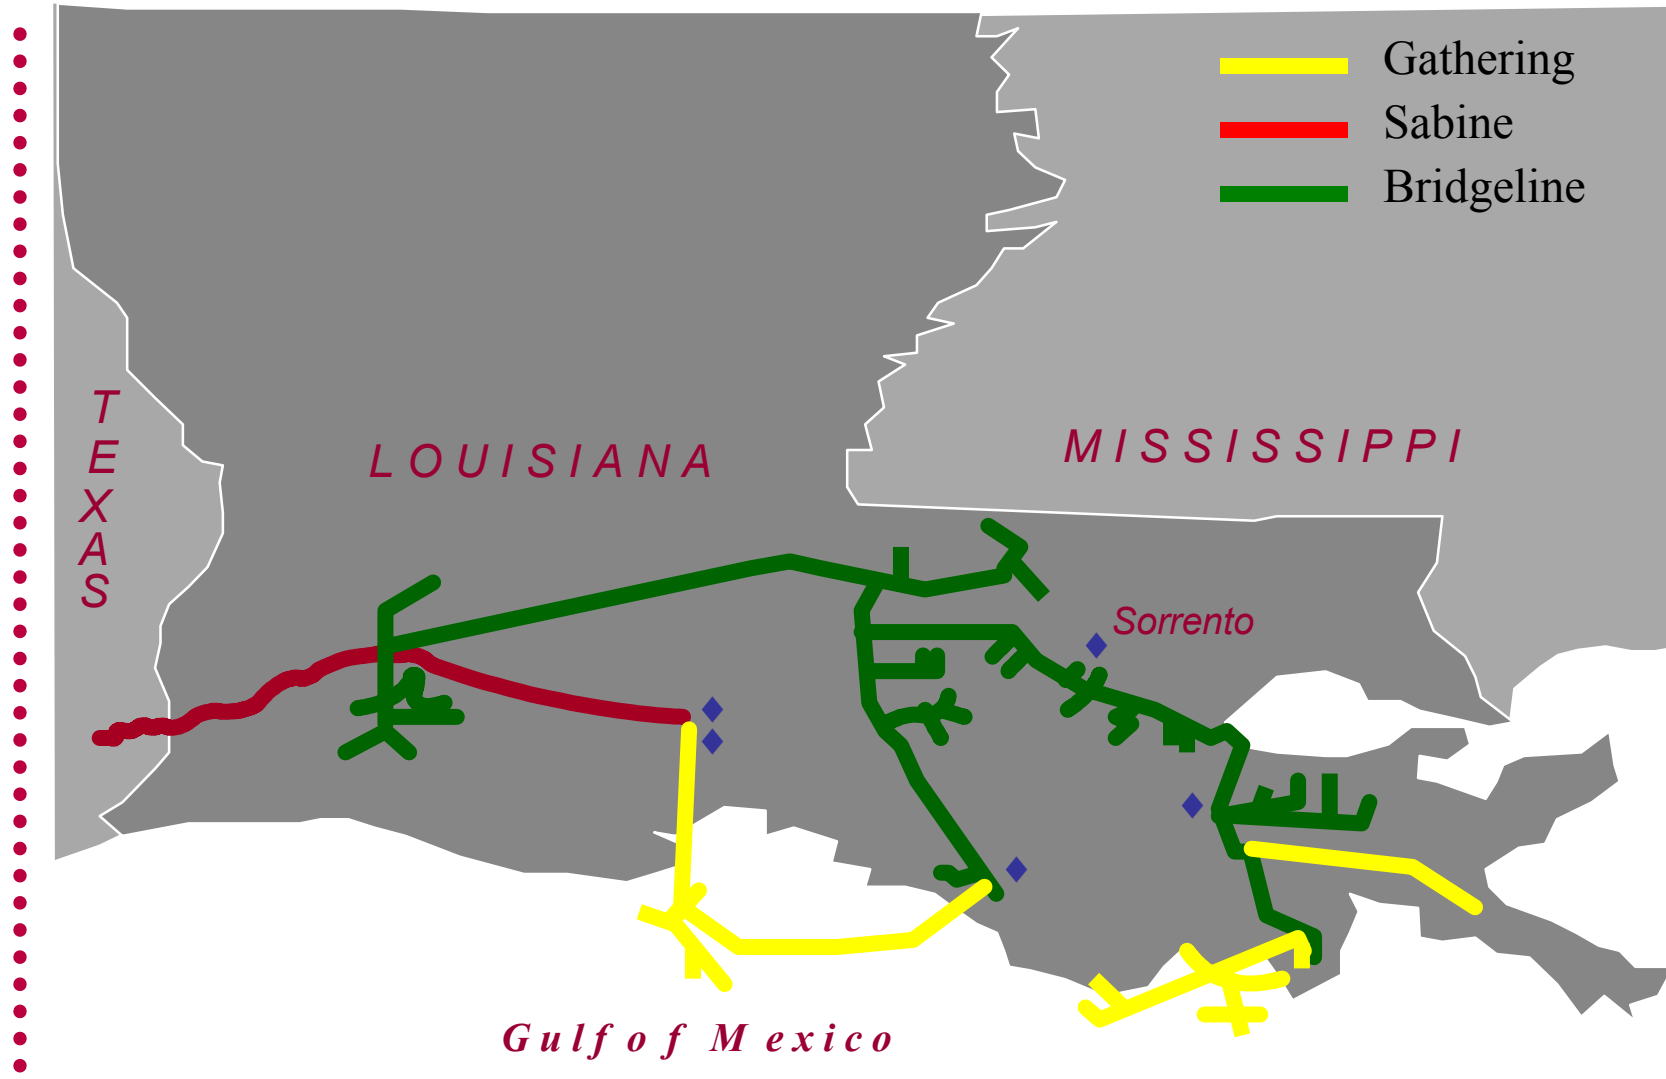 Gathering
Sabine
Bridgeline
TEXAS
LOUISIANA
MISSISSIPPI
Sorrento
Gulf of Mexico